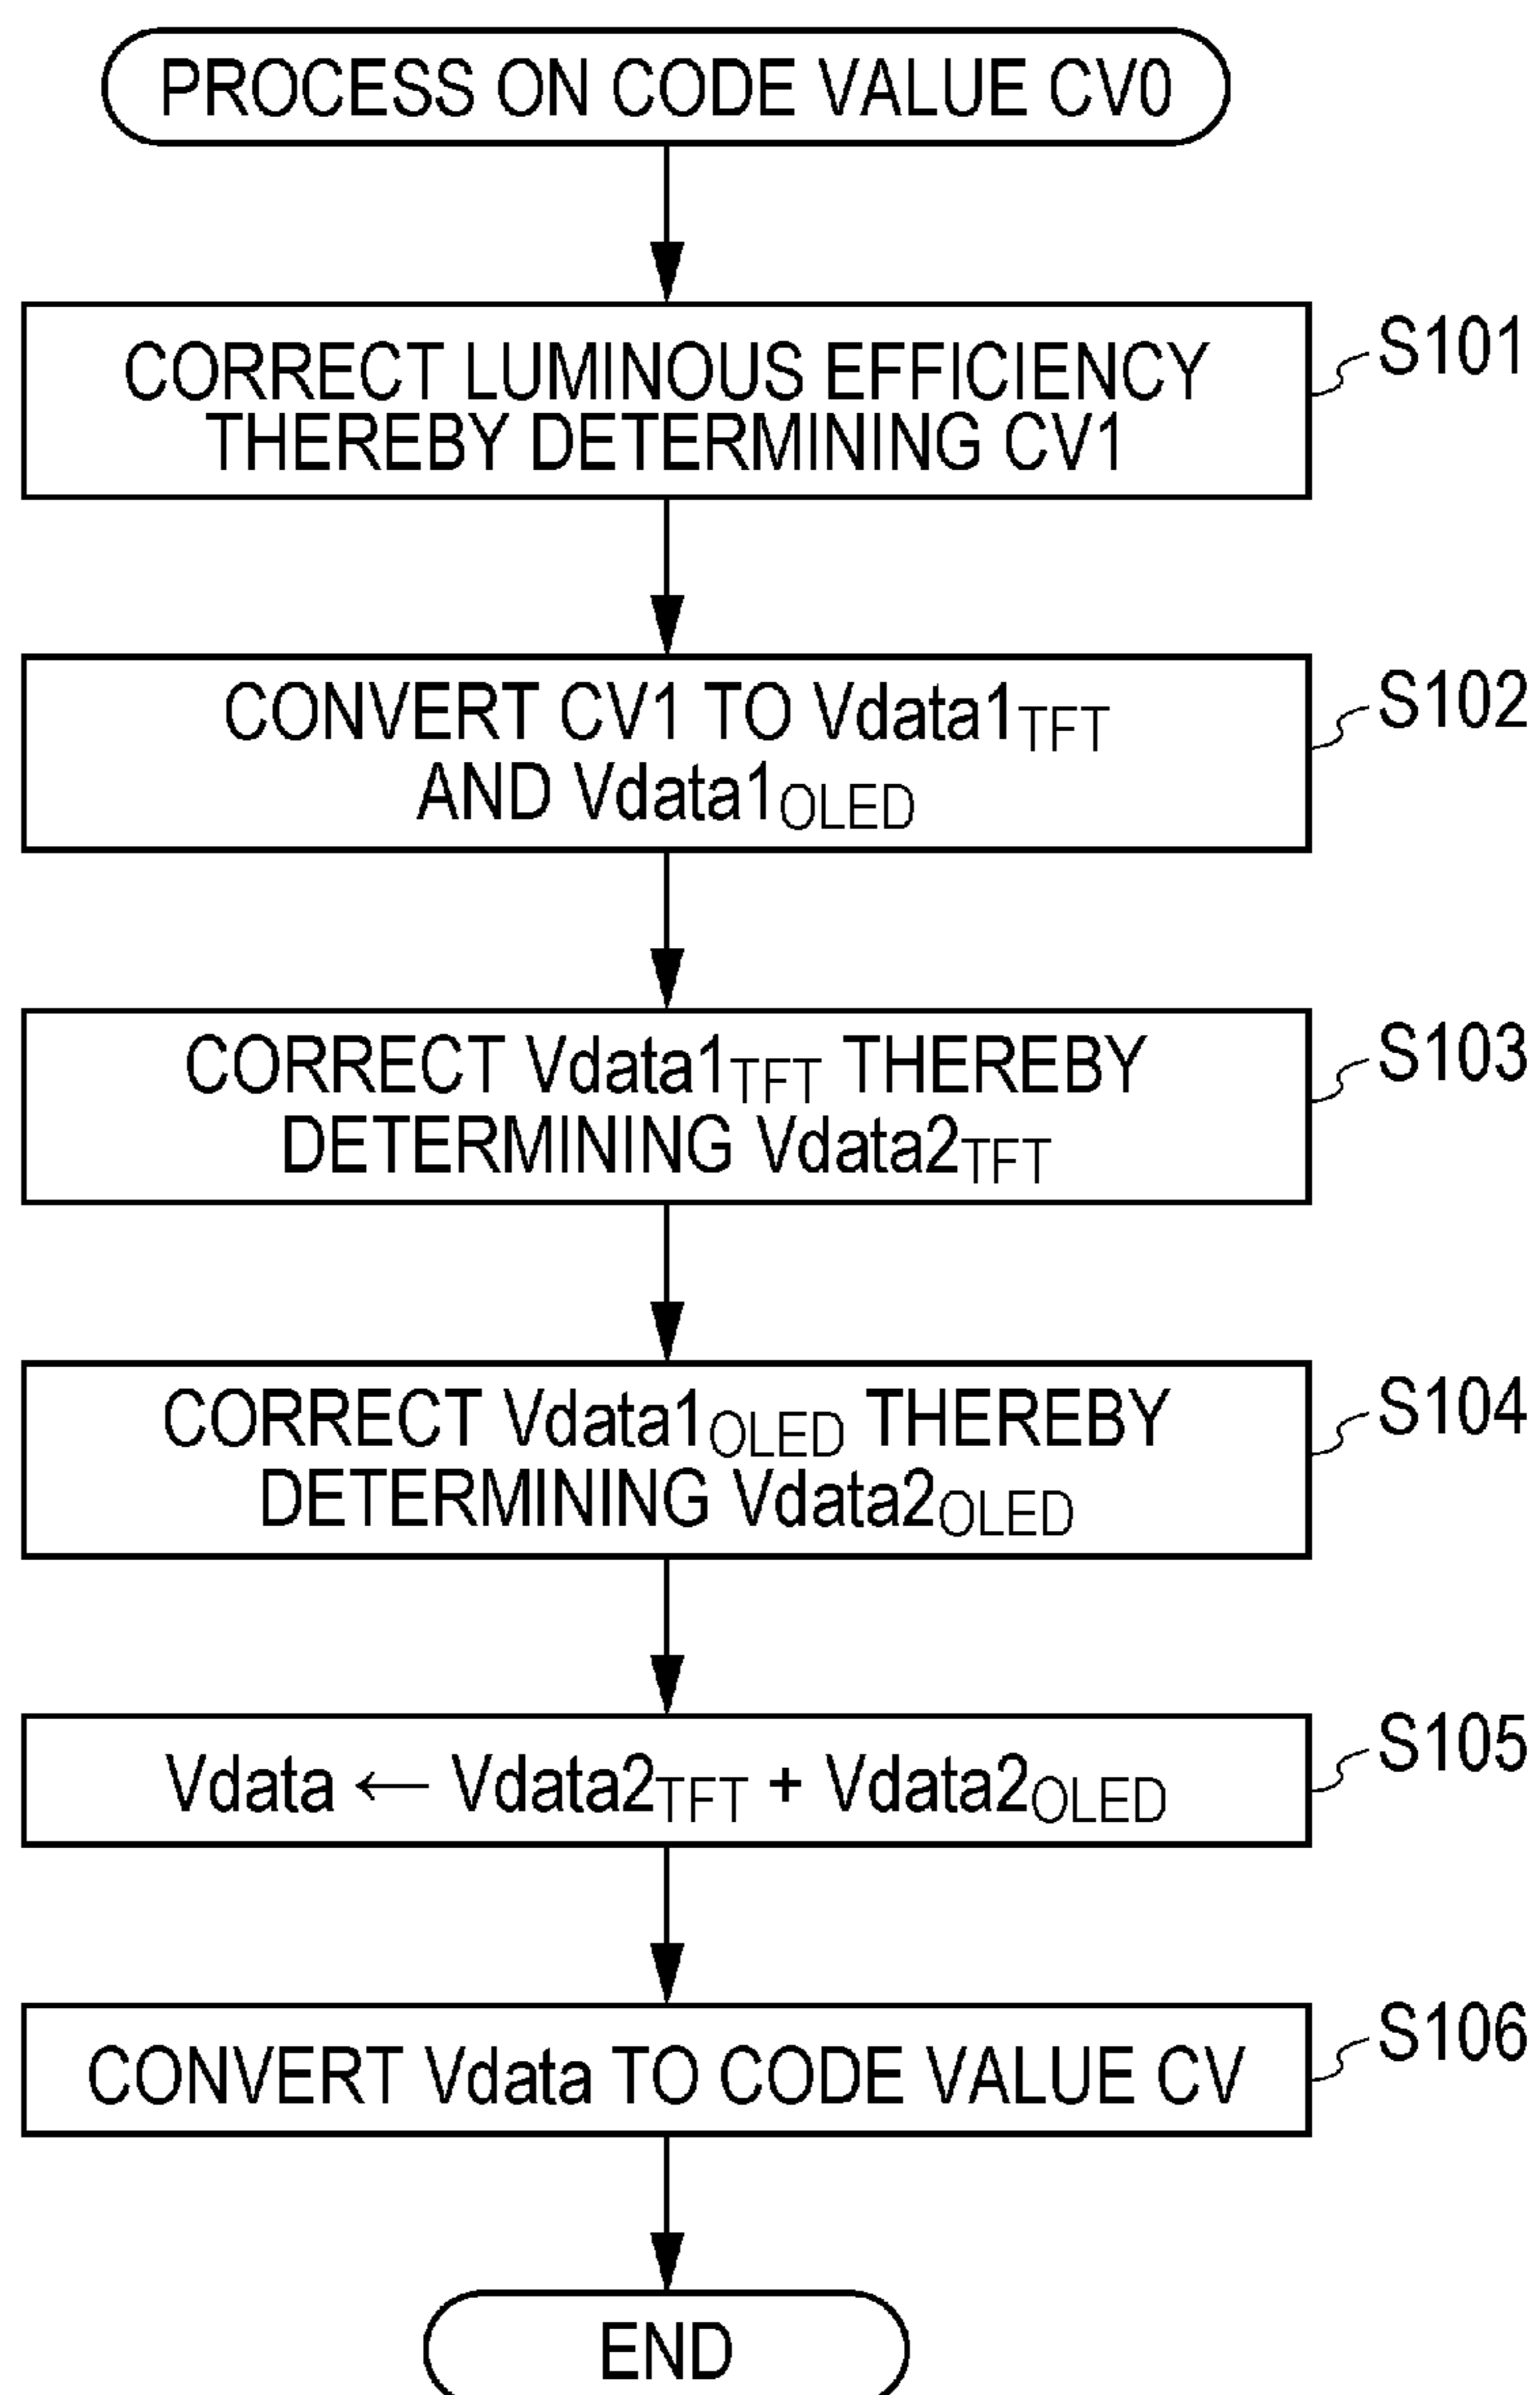 PROCESS ON CODE VALUE CV0
S101
CORRECT LUMINOUS EFFICIENCY
THEREBY DETERMINING CV1
S102
CONVERT CV1 TO Vdata1TFT
AND Vdata1OLED
S103
CORRECT Vdata1TFT THEREBY
DETERMINING Vdata2TFT
S104
CORRECT Vdata1OLED THEREBY
DETERMINING Vdata2OLED
S105
Vdata ← Vdata2TFT + Vdata2OLED
S106
CONVERT Vdata TO CODE VALUE CV
END